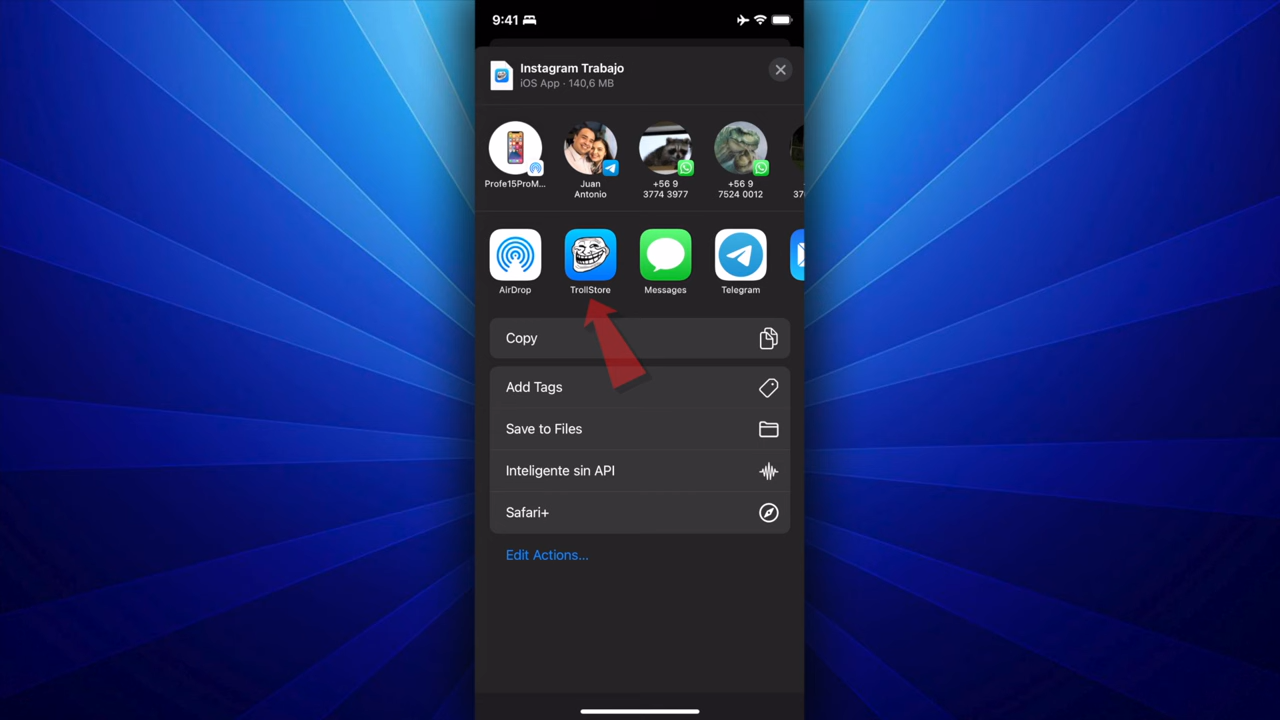 9:41
Instagram Trabajo
iOS App · 140,6 MB
Profe15ProM...
Juan
Antonio
+56 9
3774 3977
+56 9
7524 0012
AirDrop
TrollStore
Messages
Telegram
Copy
Add Tags
Save to Files
Inteligente sin API
Safari+
Edit Actions...